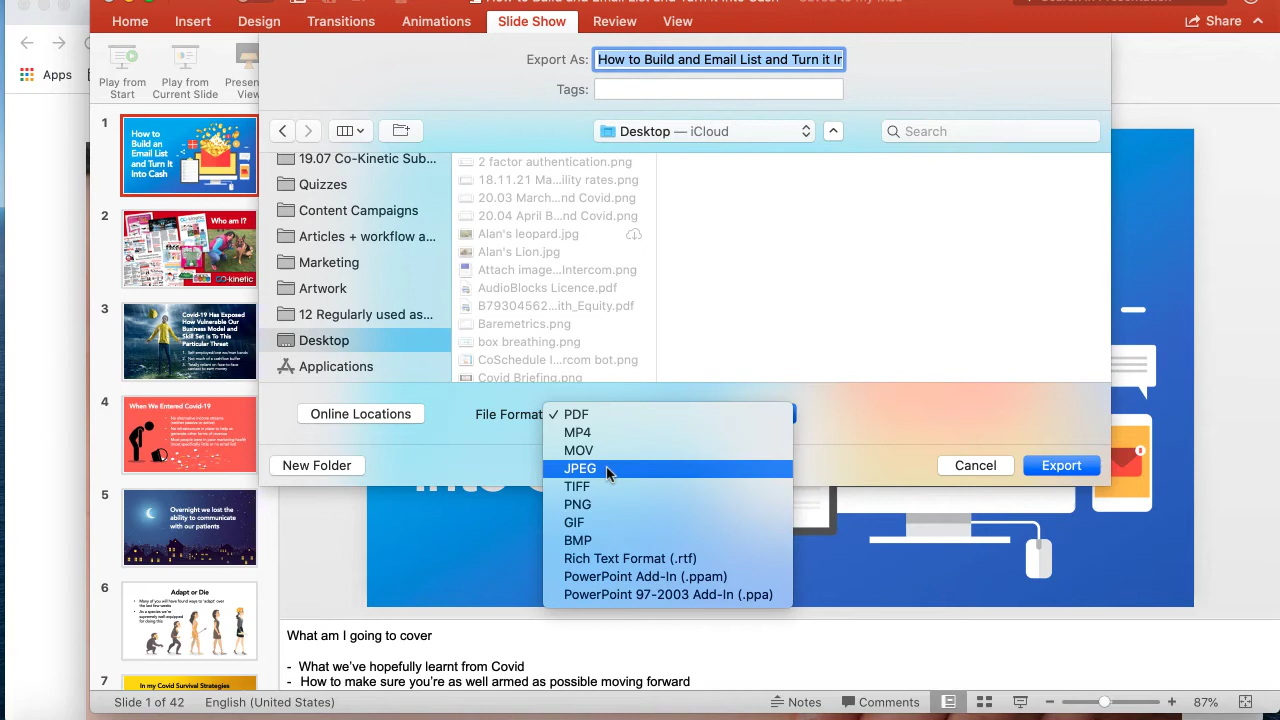 Home Insert Design Transitions Animations Slide Show Review View Share
Export As: How to Build and Email List and Turn it Ir
Tags:
Apps
Play from Start
Play from Current Slide
Presen
View
Desktop — iCloud
Search
19.07 Co-Kinetic Sub...
Quizzes
Content Campaigns
Articles + workflow a...
Marketing
Artwork
12 Regularly used as...
Desktop
Applications
2 factor authentication.png
18.11.21 Ma...ility rates.png
20.03 March...nd Covid.png
20.04 April B...nd Covid.png
Alan's leopard.jpg
Alan's Lion.jpg
Attach image...Intercom.png
AudioBlocks Licence.pdf
B79304562...ith_Equity.pdf
Baremetrics.png
box breathing.png
CoSchedule I...rcom bot.png
Covid Briefing.png
Online Locations
File Format
PDF
MP4
MOV
JPEG
TIFF
PNG
GIF
BMP
Rich Text Format (.rtf)
PowerPoint Add-In (.ppam)
PowerPoint 97-2003 Add-In (.ppa)
New Folder
Cancel
Export
1
How to
Build an
Email List
and Turn It
Into Cash
2
Who am I?
co-kinetic
3
Covid-19 Has Exposed
How Vulnerable Our
Business Model and
Skill Set Is To This
Particular Threat
4
When We Entered Covid-19
5
Overnight we lost the
ability to communicate
with our patients
6
Adapt or Die
7
In my Covid Survival Strategies
What am I going to cover
- What we've hopefully learnt from Covid
- How to make sure you're as well armed as possible moving forward
Slide 1 of 42 English (United States) Notes Comments 87%